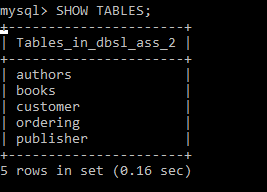 mysql> SHOW TABLES;
+---------------------+
| Tables_in_dbsl_ass_2 |
+---------------------+
| authors |
| books |
| customer |
| ordering |
| publisher |
+---------------------+
5 rows in set (0.16 sec)